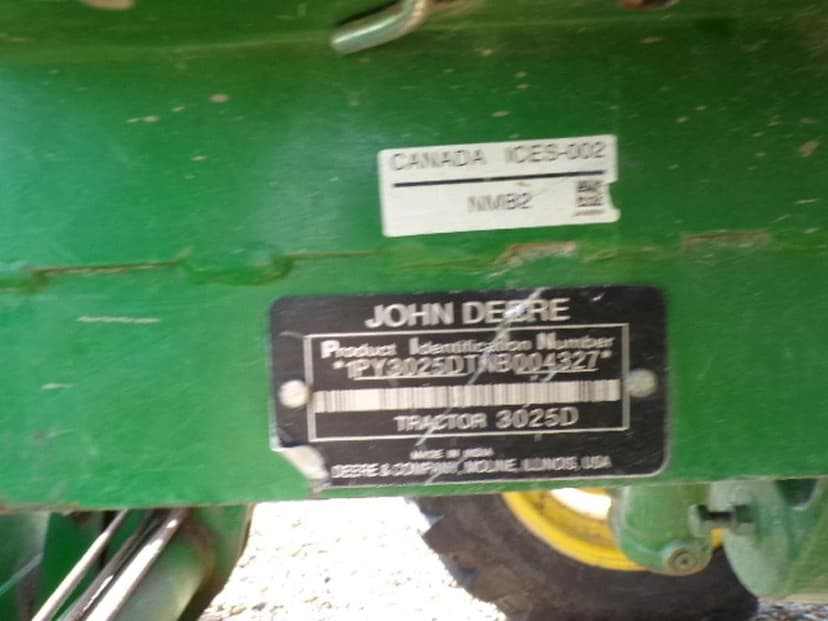 CANADA ICES-002
NMB2
JOHN DEERE
Product Identification Number
*1PY3025DTNB004327*
TRACTOR 3025D
MADE IN INDIA
DEERE & COMPANY, MOLINE, ILLINOIS, USA